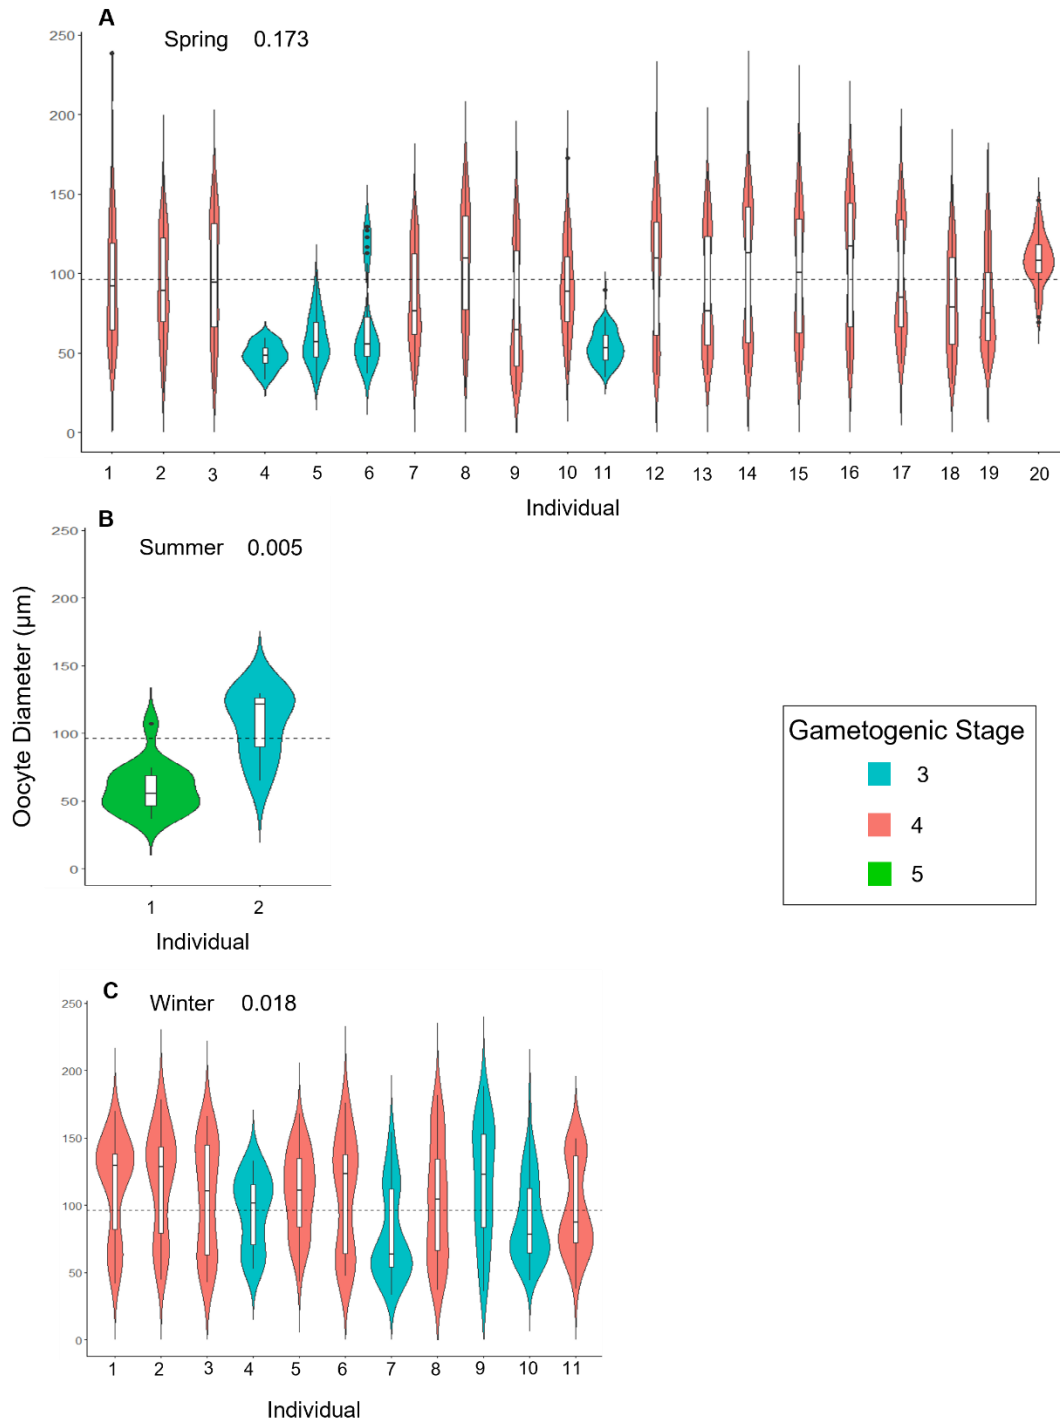 A
Spring 0.173
250
200
150
100
50
0
1 2 3 4 5 6 7 8 9 10 11 12 13 14 15 16 17 18 19 20
Individual
B
Summer 0.005
250
200
150
100
50
0
1 2
Individual
Oocyte Diameter (µm)
Gametogenic Stage
3
4
5
C
Winter 0.018
250
200
150
100
50
0
1 2 3 4 5 6 7 8 9 10 11
Individual